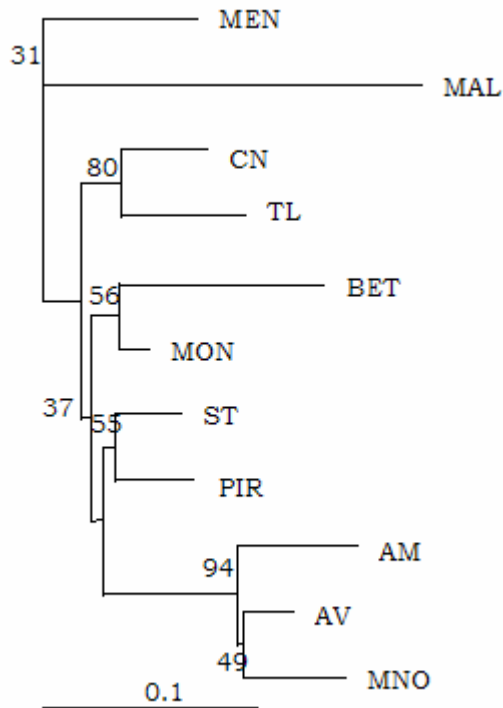 MEN
31
MAL
80
CN
TL
56
BET
MON
37
55
ST
PIR
94
AM
AV
49
MNO
0.1